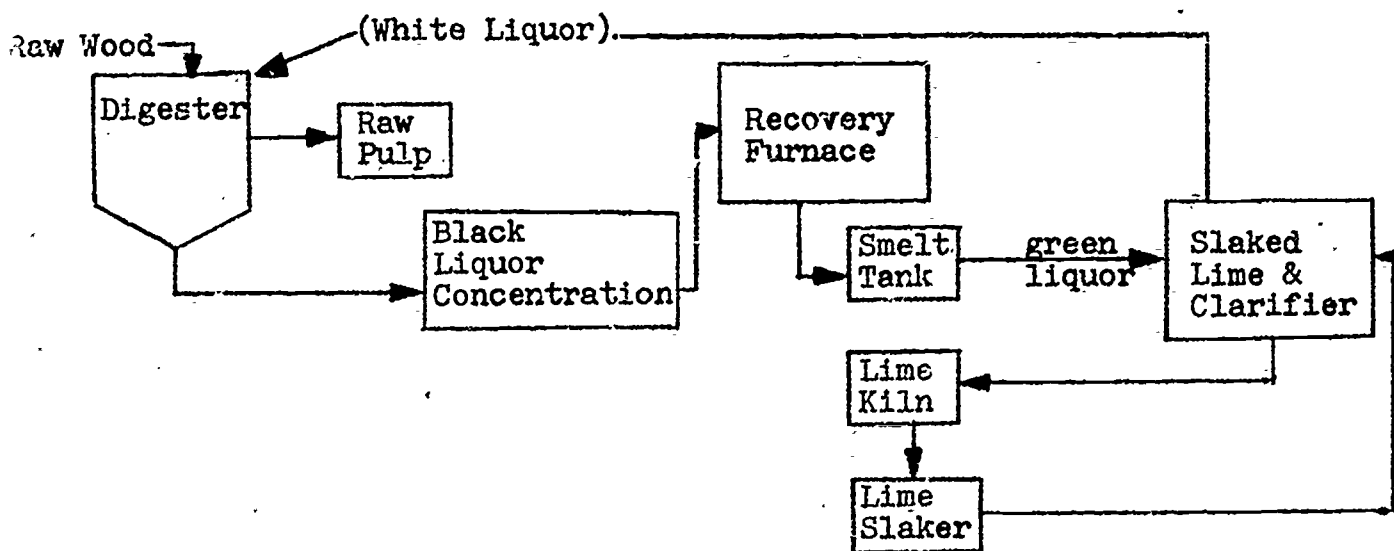 Raw Wood
(White Liquor)
Digester
Raw
Pulp
Recovery
Furnace
Black
Liquor
Concentration
Smelt
Tank
green
liquor
Slaked
Lime &
Clarifier
Lime
Kiln
Lime
Slaker